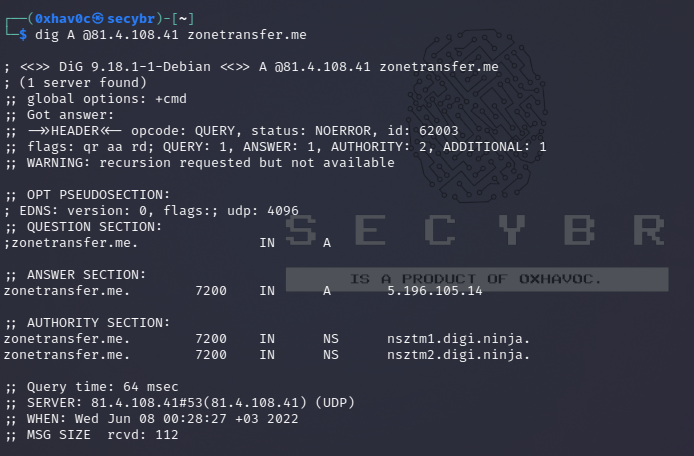 ┌──(0xhav0c㉿secybr)-[~]
└─$ dig A @81.4.108.41 zonetransfer.me
; <<>> DiG 9.18.1-1-Debian <<>> A @81.4.108.41 zonetransfer.me
; (1 server found)
;; global options: +cmd
;; Got answer:
;; ->>HEADER<<- opcode: QUERY, status: NOERROR, id: 62003
;; flags: qr aa rd; QUERY: 1, ANSWER: 1, AUTHORITY: 2, ADDITIONAL: 1
;; WARNING: recursion requested but not available
;; OPT PSEUDOSECTION:
; EDNS: version: 0, flags:; udp: 4096
;; QUESTION SECTION:
;zonetransfer.me. IN A
SECYBR
;; ANSWER SECTION:
IS A PRODUCT OF 0XHAV0C.
zonetransfer.me. 7200 IN A 5.196.105.14
;; AUTHORITY SECTION:
zonetransfer.me. 7200 IN NS nsztm1.digi.ninja.
zonetransfer.me. 7200 IN NS nsztm2.digi.ninja.
;; Query time: 64 msec
;; SERVER: 81.4.108.41#53(81.4.108.41) (UDP)
;; WHEN: Wed Jun 08 00:28:27 +03 2022
;; MSG SIZE rcvd: 112